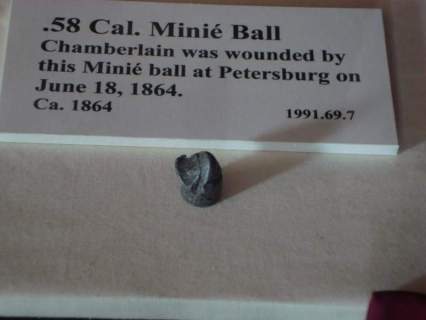 .58 Cal. Minié Ball
Chamberlain was wounded by
this Minié ball at Petersburg on
June 18, 1864.
Ca. 1864 1991.69.7